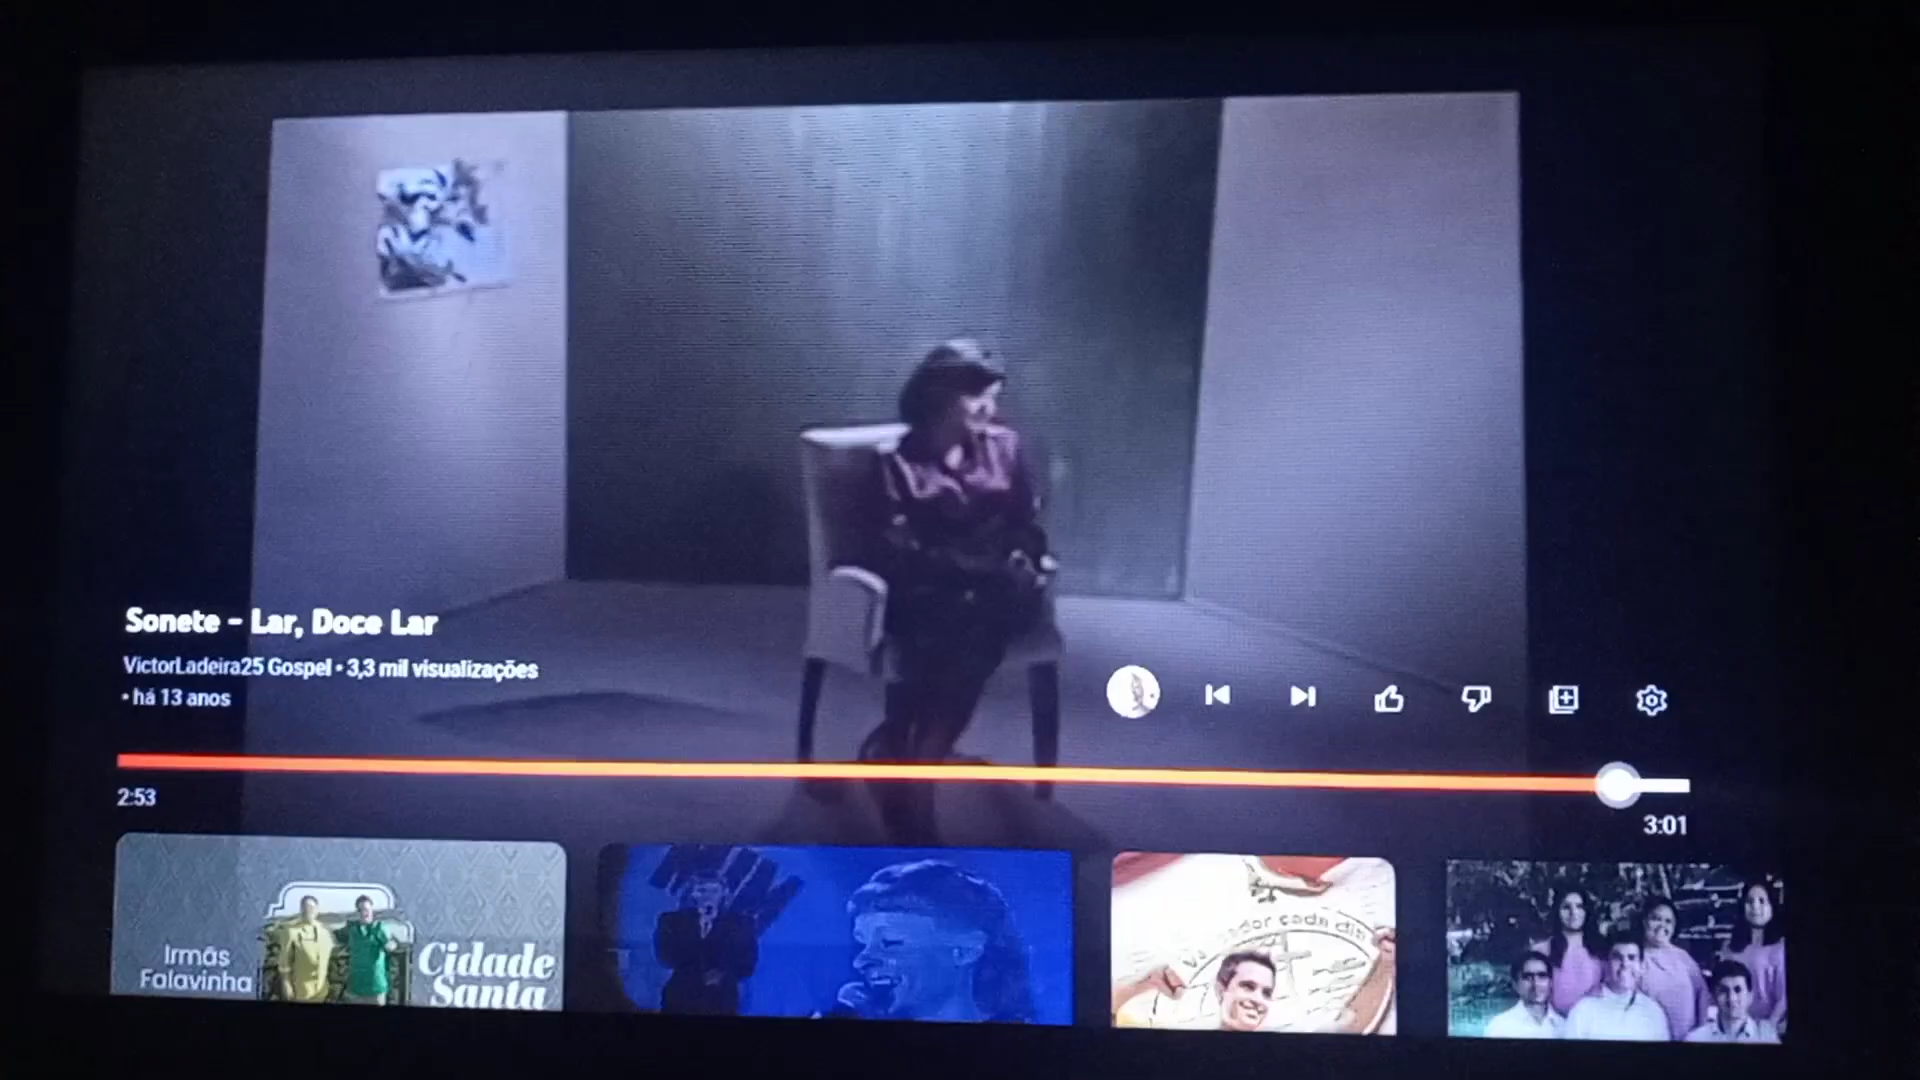 Sonete - Lar, Doce Lar
VictorLadeira25 Gospel • 3,3 mil visualizações
• há 13 anos
2:53
3:01
Irmãs
Falavinha
Cidade
Santa
cada